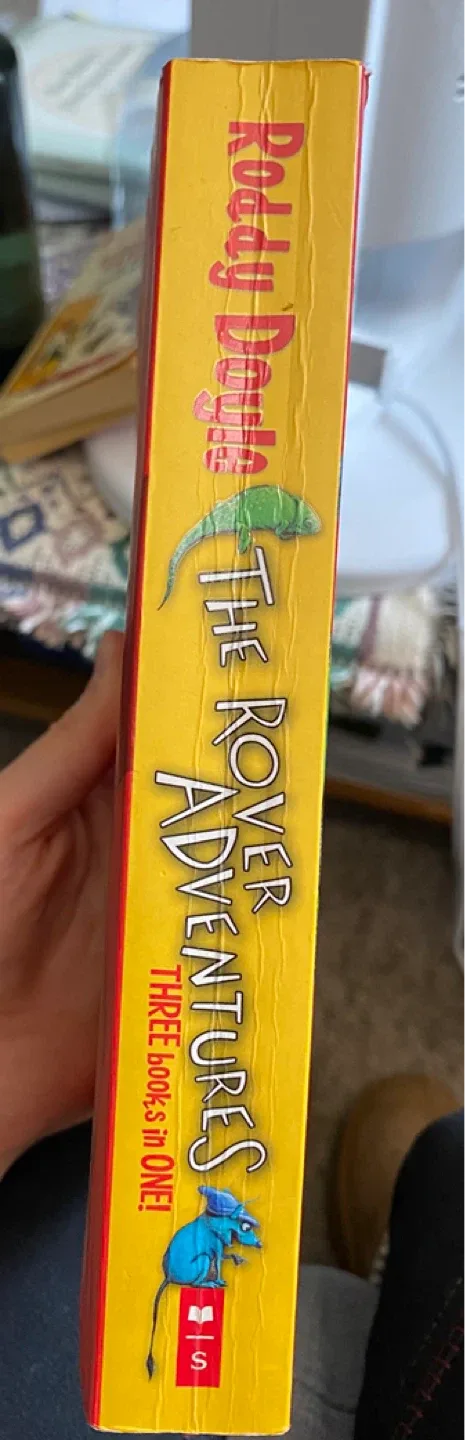 Roddy Doyle
THE ROVER
ADVENTURES
THREE books in ONE!
S